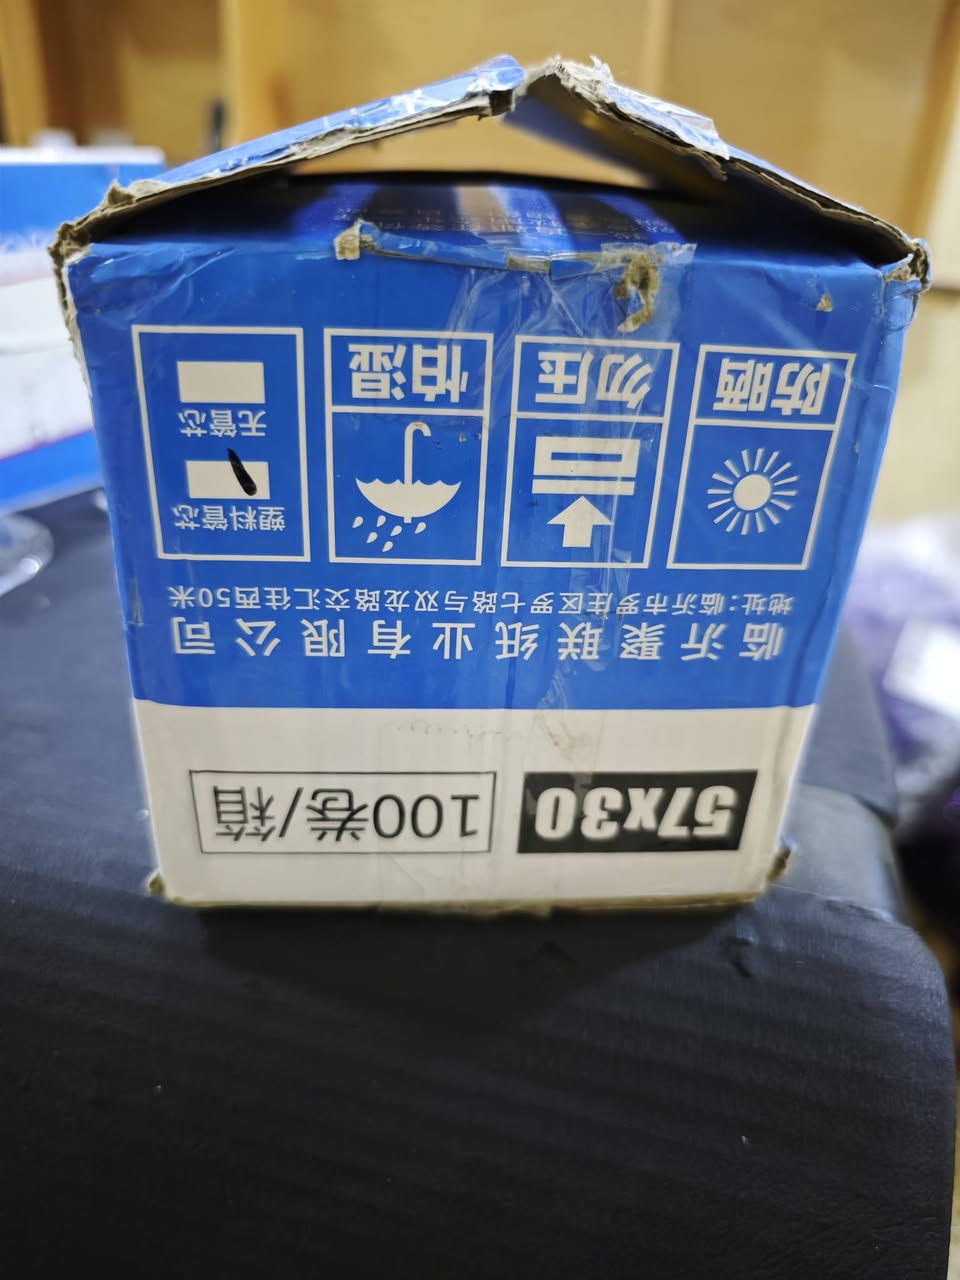 57X30
100卷/箱
临沂聚联纸业有限公司
地址:临沂市罗庄区罗七路与双龙路交汇往西50米
防晒
勿压
怕湿
塑料管芯
无管芯